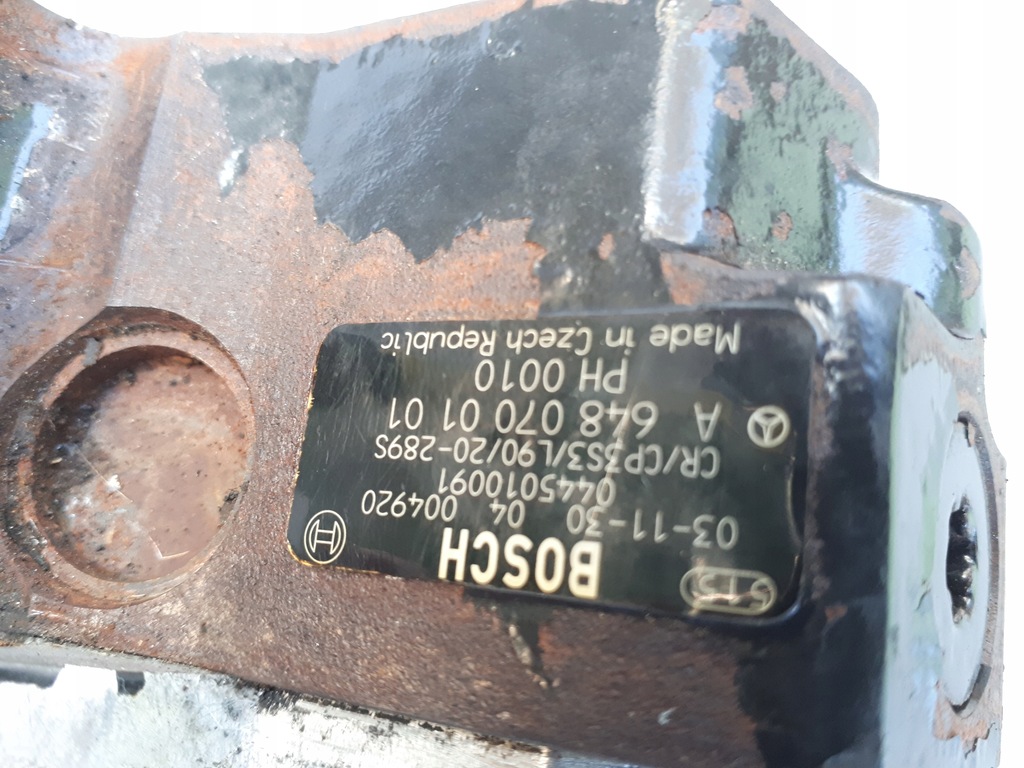 BOSCH
03-11-30 04 004920
0445010091
CR/CP3S3/L90/20-289S
A 648 070 01 01
PH 0010
Made in Czech Republic